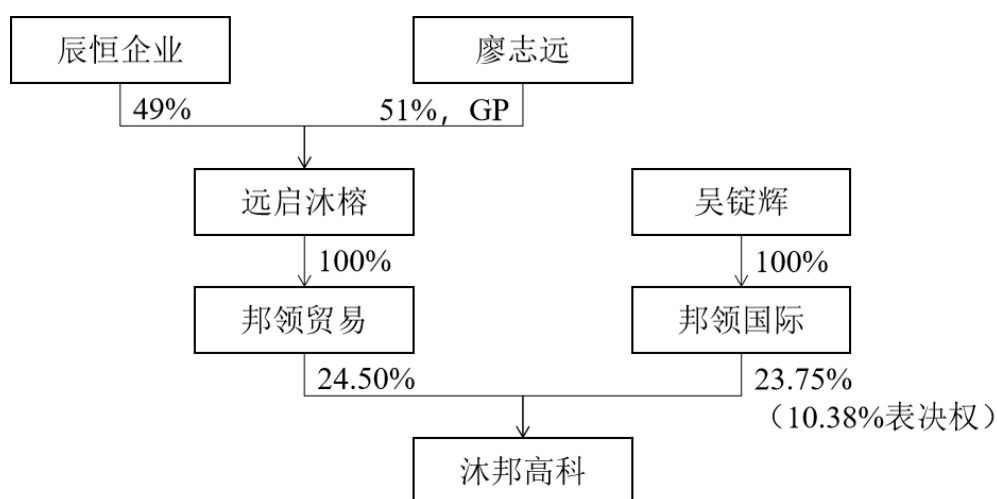 辰恒企业
廖志远
49%
51%，GP
远启沐榕
吴锭辉
100%
100%
邦领贸易
邦领国际
24.50%
23.75%
（10.38%表决权）
沐邦高科